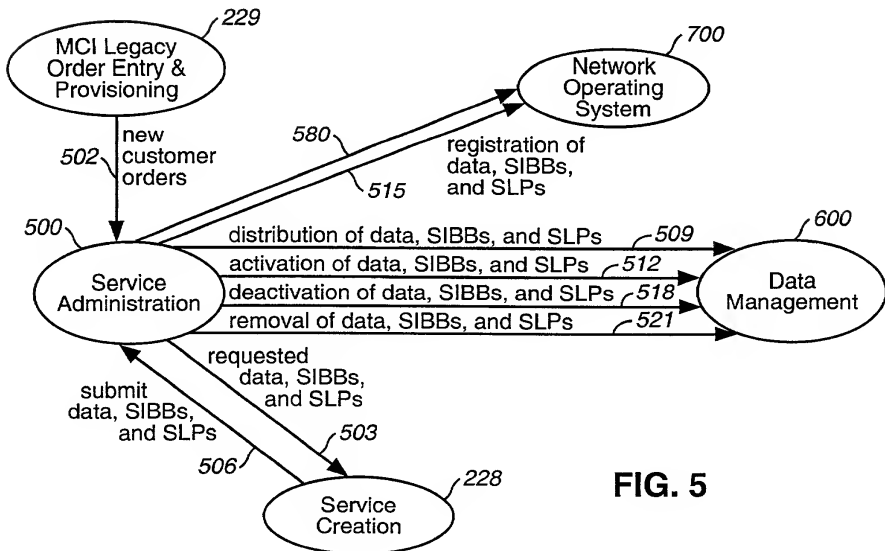 229
MCI Legacy
Order Entry &
Provisioning
700
Network
Operating
System
502
new
customer
orders
580
515
registration of
data, SIBBs,
and SLPs
500
Service
Administration
distribution of data, SIBBs, and SLPs 509
activation of data, SIBBs, and SLPs 512
deactivation of data, SIBBs, and SLPs 518
removal of data, SIBBs, and SLPs 521
600
Data
Management
requested
data, SIBBs,
and SLPs
submit
data, SIBBs,
and SLPs
503
506
228
Service
Creation
FIG. 5